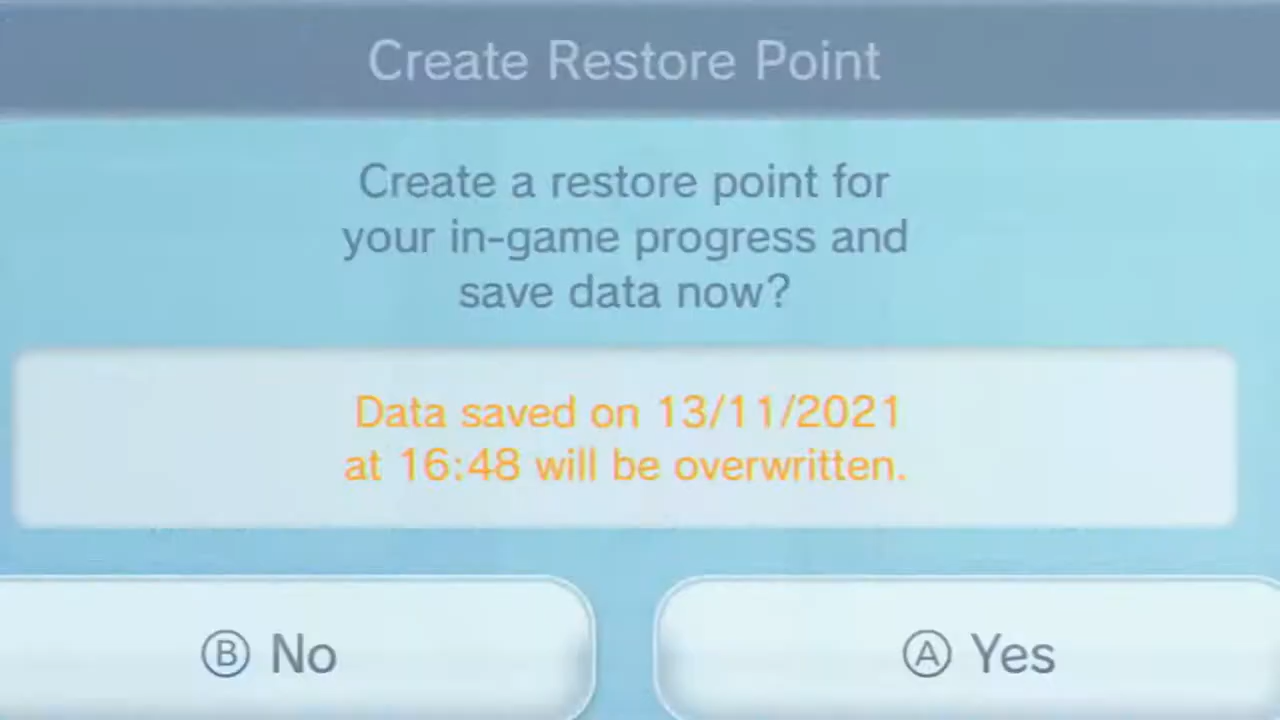 Create Restore Point
Create a restore point for
your in-game progress and
save data now?
Data saved on 13/11/2021
at 16:48 will be overwritten.
Ⓑ No
Ⓐ Yes